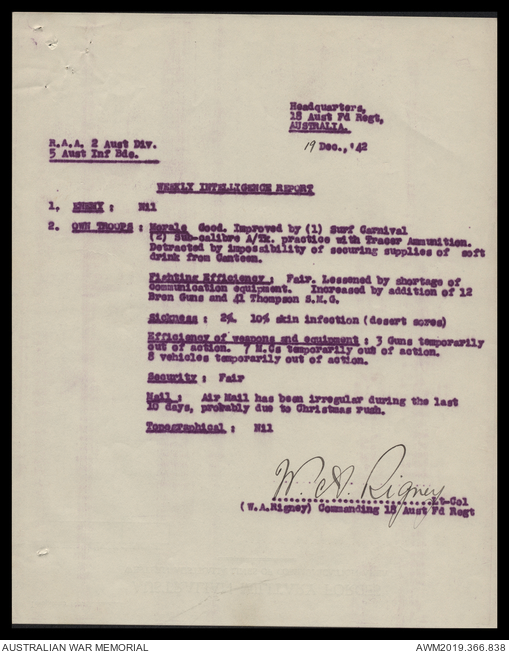 Headquarters,
18 Aust Fd Regt,
AUSTRALIA.
19 Dec., '42
R.A.A. 2 Aust Div.
5 Aust Inf Bde.
WEEKLY INTELLIGENCE REPORT
1. ENEMY : Nil
2. OWN TROOPS : Morale Good. Improved by (1) Surf Carnival
(2) Sub-calibre A/Tk. practice with Tracer Ammunition.
Detracted by impossibility of securing supplies of soft
drink from Canteen.
Fighting Efficiency : Fair. Lessened by shortage of
communication equipment. Increased by addition of 12
Bren Guns and Thompson S.M.G.
Sickness : 2%. 10% skin infection (desert sores)
Efficiency of weapons and equipment : 3 Guns temporarily
out of action. 7 M.Cs temporarily out of action.
8 vehicles temporarily out of action.
Security : Fair
Mail : Air Mail has been irregular during the last
10 days, probably due to Christmas rush.
Topographical : Nil
W. A. Rigney
Lt-Col
(W.A.Rigney) Commanding 18 Aust Fd Regt
AUSTRALIAN WAR MEMORIAL
AWM2019.366.838